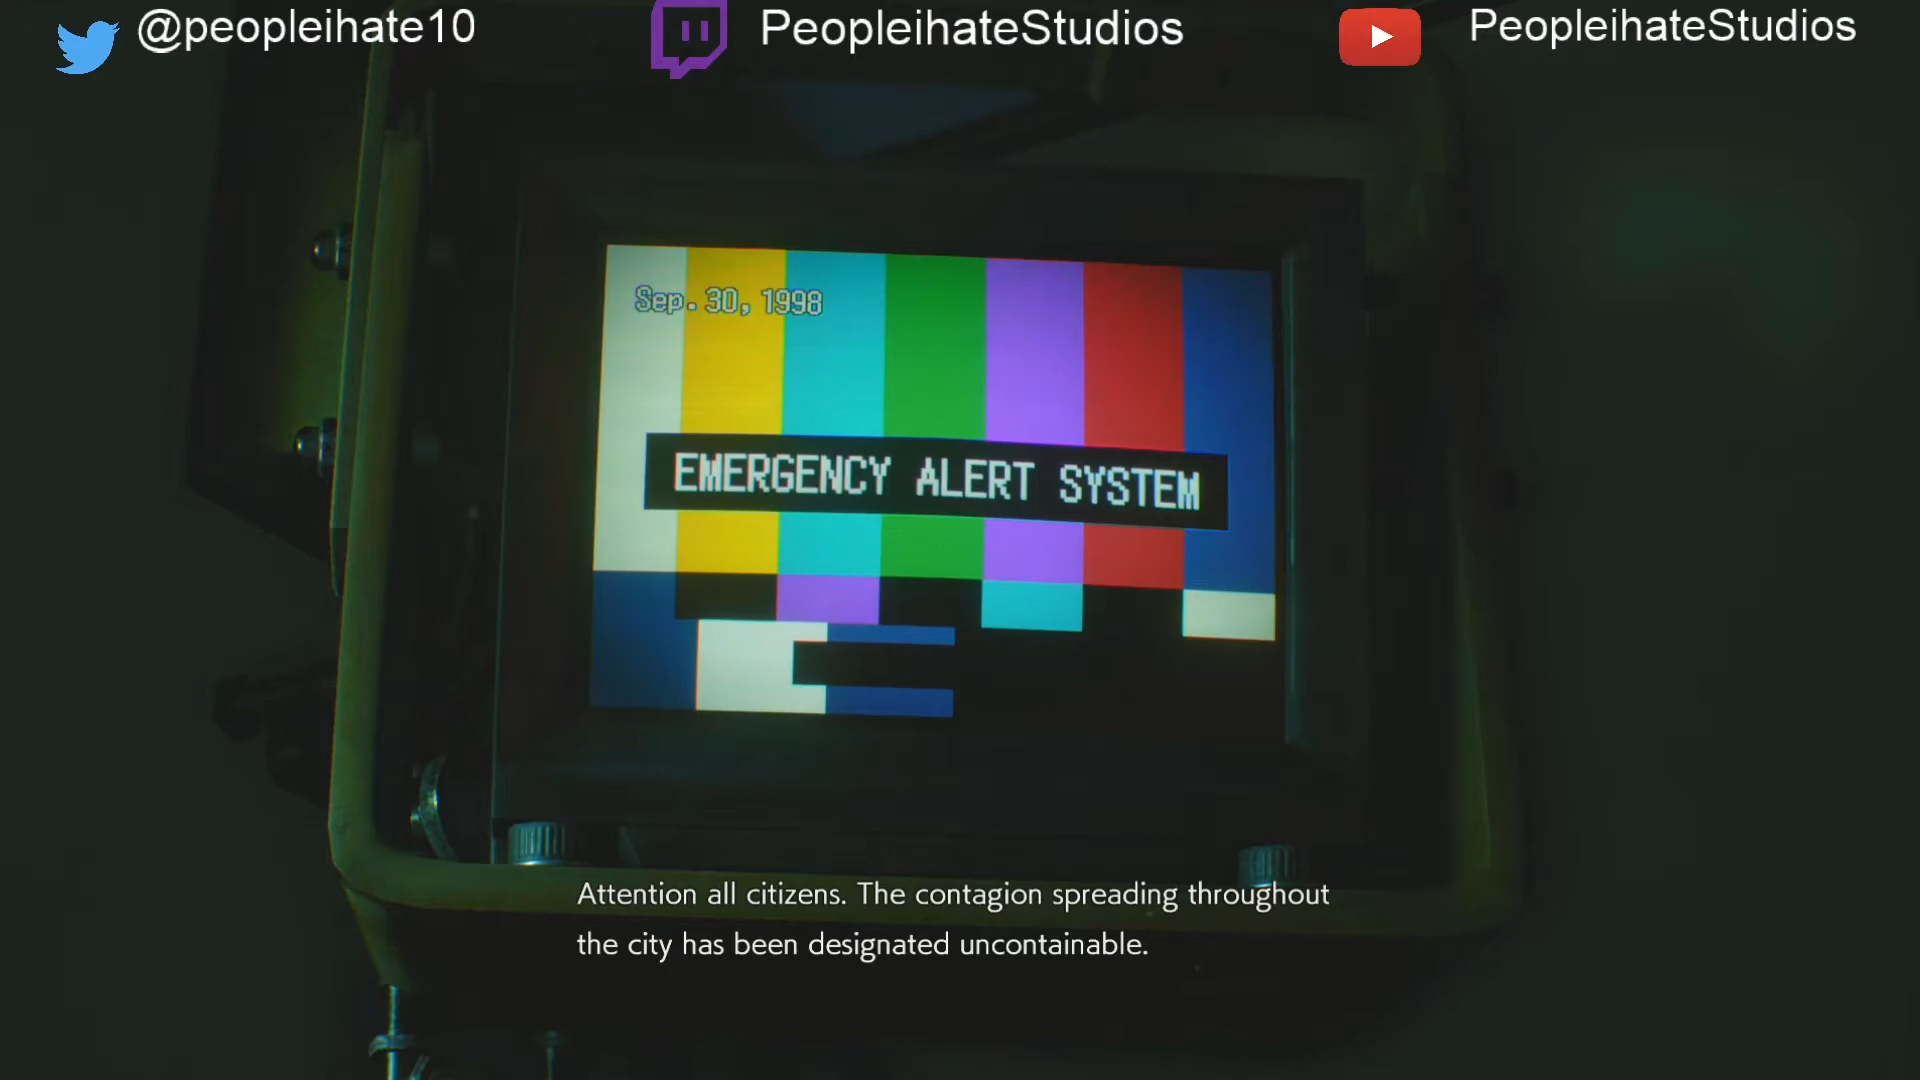 @peopleihate10
PeopleihateStudios
PeopleihateStudios
Sep. 30, 1998
EMERGENCY ALERT SYSTEM
Attention all citizens. The contagion spreading throughout
the city has been designated uncontainable.